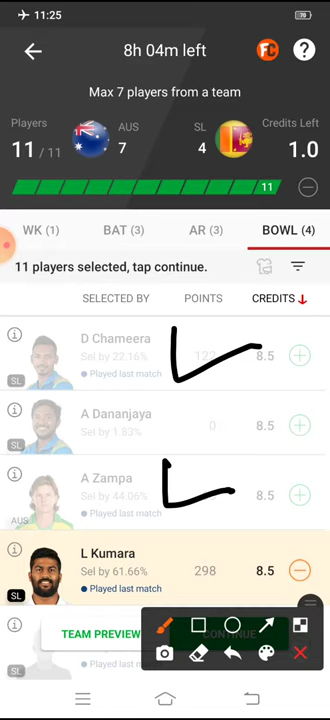 11:25
70
8h 04m left
FC
?
Max 7 players from a team
Players
AUS
SL
Credits Left
11 / 11
7
4
1.0
11
WK (1)
BAT (3)
AR (3)
BOWL (4)
11 players selected, tap continue.
SELECTED BY
POINTS
CREDITS
D Chameera
Sel by 22.16%
8.5
Played last match
SL
A Dananjaya
Sel by 1.83%
0
8.5
SL
A Zampa
Sel by 44.06%
8.5
Played last match
AUS
L Kumara
Sel by 61.66%
298
8.5
Played last match
SL
TEAM PREVIEW
CONTINUE
SL